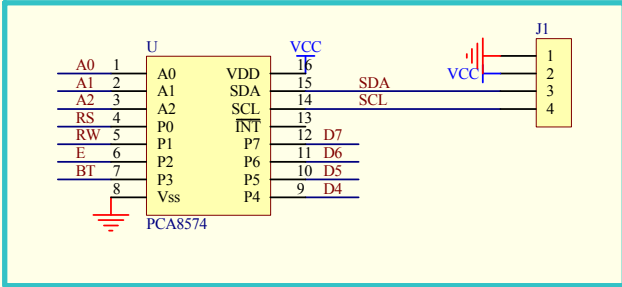 U
VCC
J1
A0 1 A0 VDD 16
A1 2 A1 SDA 15 SDA
A2 3 A2 SCL 14 SCL
RS 4 P0 INT 13
RW 5 P1 P7 12 D7
E 6 P2 P6 11 D6
BT 7 P3 P5 10 D5
8 Vss P4 9 D4
PCA8574
1
VCC 2
3
4